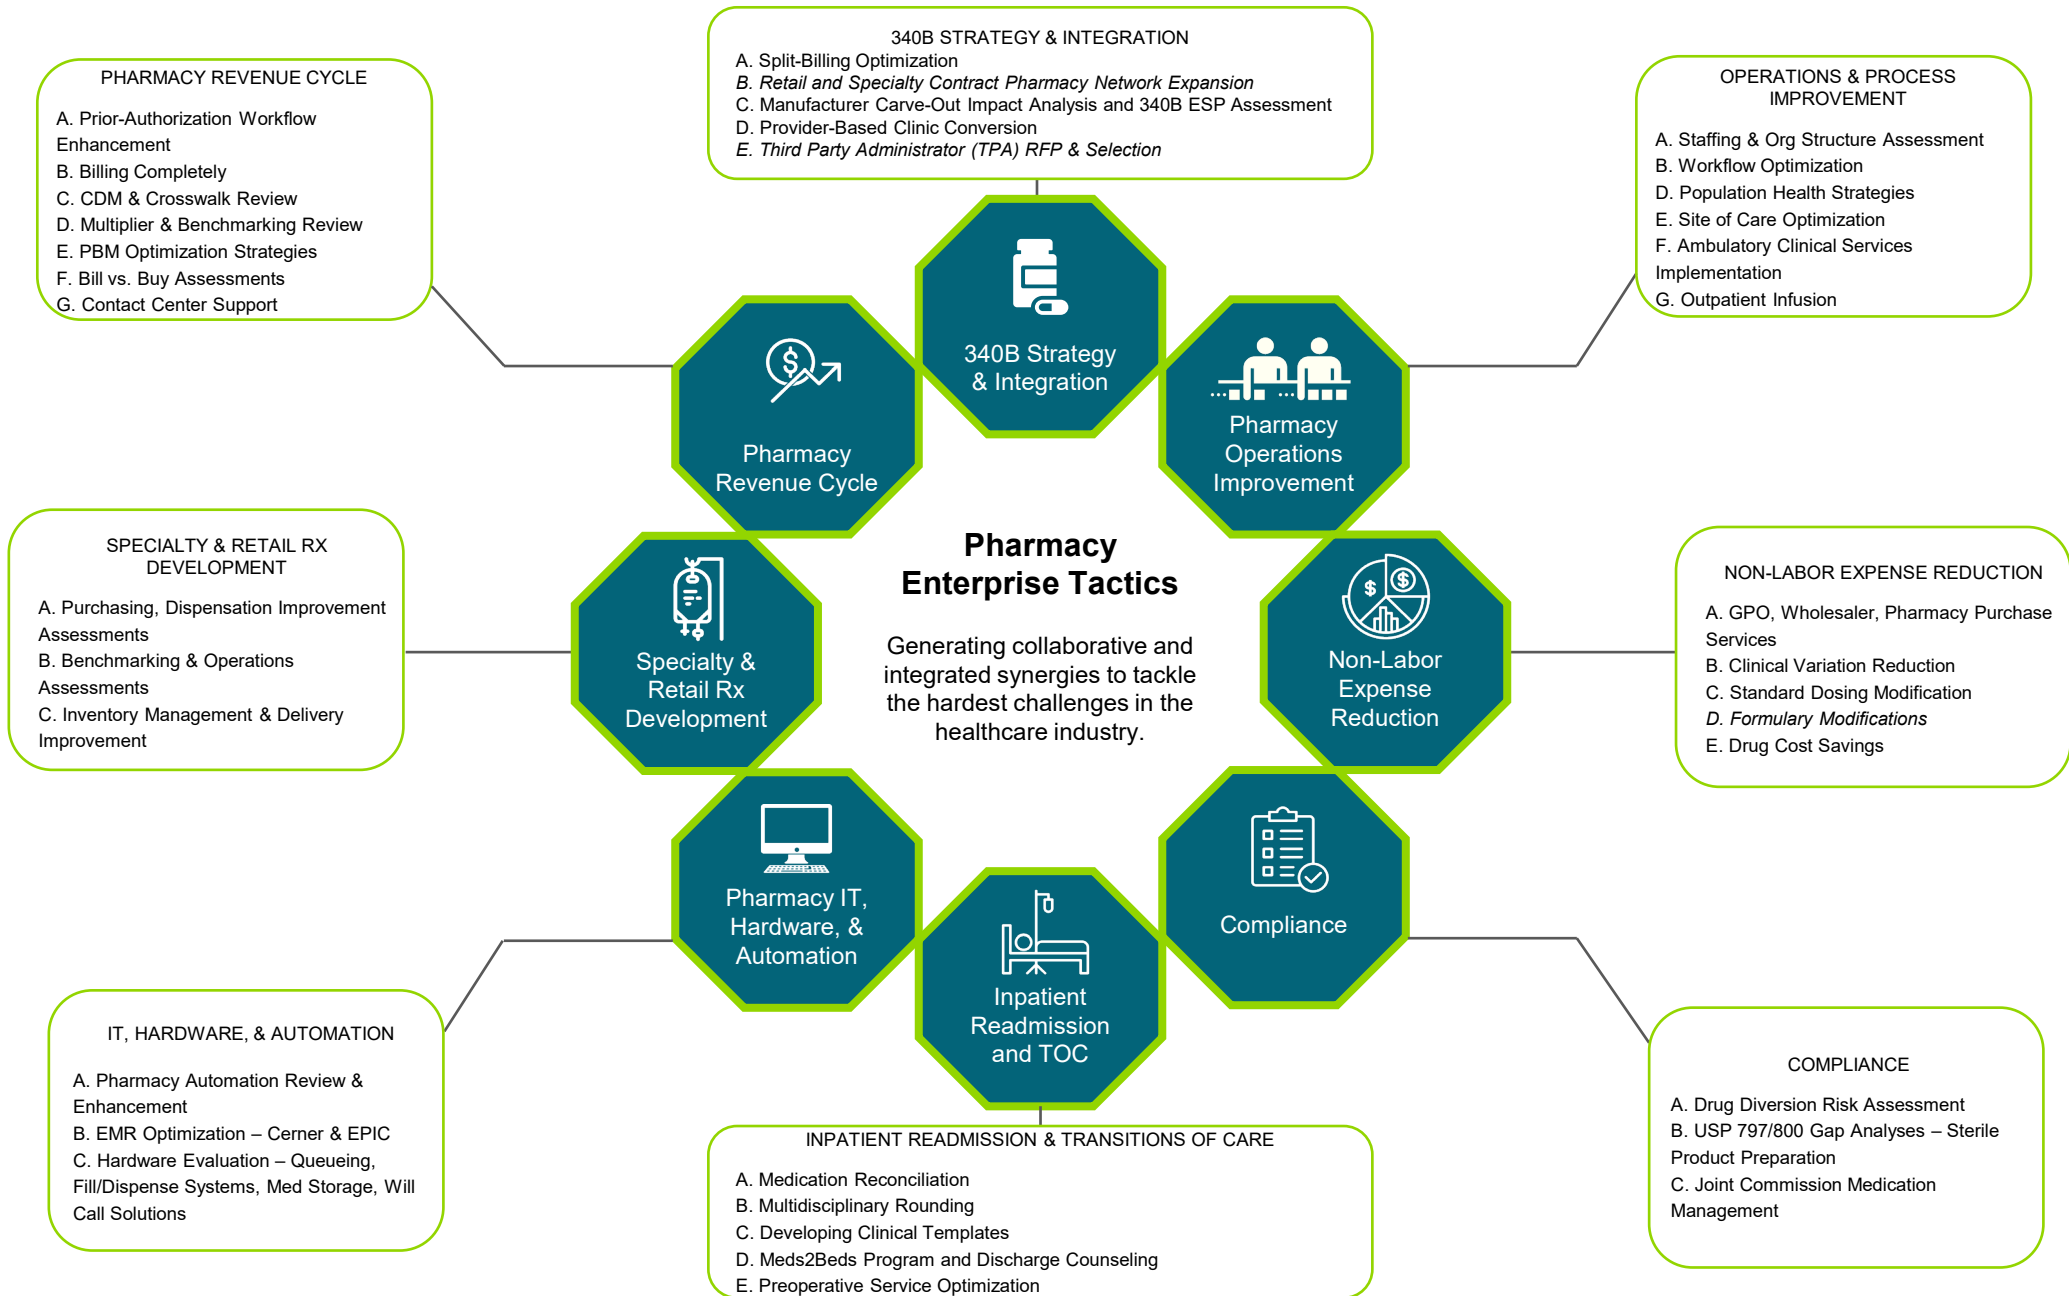 340B STRATEGY & INTEGRATION
A. Split-Billing Optimization
B. Retail and Specialty Contract Pharmacy Network Expansion
C. Manufacturer Carve-Out Impact Analysis and 340B ESP Assessment
D. Provider-Based Clinic Conversion
E. Third Party Administrator (TPA) RFP & Selection
PHARMACY REVENUE CYCLE
A. Prior-Authorization Workflow
Enhancement
B. Billing Completely
C. CDM & Crosswalk Review
D. Multiplier & Benchmarking Review
E. PBM Optimization Strategies
F. Bill vs. Buy Assessments
G. Contact Center Support
OPERATIONS & PROCESS
IMPROVEMENT
A. Staffing & Org Structure Assessment
B. Workflow Optimization
D. Population Health Strategies
E. Site of Care Optimization
F. Ambulatory Clinical Services
Implementation
G. Outpatient Infusion
340B Strategy
& Integration
Pharmacy
Revenue Cycle
Pharmacy
Operations
Improvement
SPECIALTY & RETAIL RX
DEVELOPMENT
A. Purchasing, Dispensation Improvement
Assessments
B. Benchmarking & Operations
Assessments
C. Inventory Management & Delivery
Improvement
Specialty &
Retail Rx
Development
Pharmacy
Enterprise Tactics
Generating collaborative and
integrated synergies to tackle
the hardest challenges in the
healthcare industry.
Non-Labor
Expense
Reduction
NON-LABOR EXPENSE REDUCTION
A. GPO, Wholesaler, Pharmacy Purchase
Services
B. Clinical Variation Reduction
C. Standard Dosing Modification
D. Formulary Modifications
E. Drug Cost Savings
Pharmacy IT,
Hardware, &
Automation
Compliance
Inpatient
Readmission
and TOC
IT, HARDWARE, & AUTOMATION
A. Pharmacy Automation Review &
Enhancement
B. EMR Optimization – Cerner & EPIC
C. Hardware Evaluation – Queueing,
Fill/Dispense Systems, Med Storage, Will
Call Solutions
INPATIENT READMISSION & TRANSITIONS OF CARE
A. Medication Reconciliation
B. Multidisciplinary Rounding
C. Developing Clinical Templates
D. Meds2Beds Program and Discharge Counseling
E. Preoperative Service Optimization
COMPLIANCE
A. Drug Diversion Risk Assessment
B. USP 797/800 Gap Analyses – Sterile
Product Preparation
C. Joint Commission Medication
Management